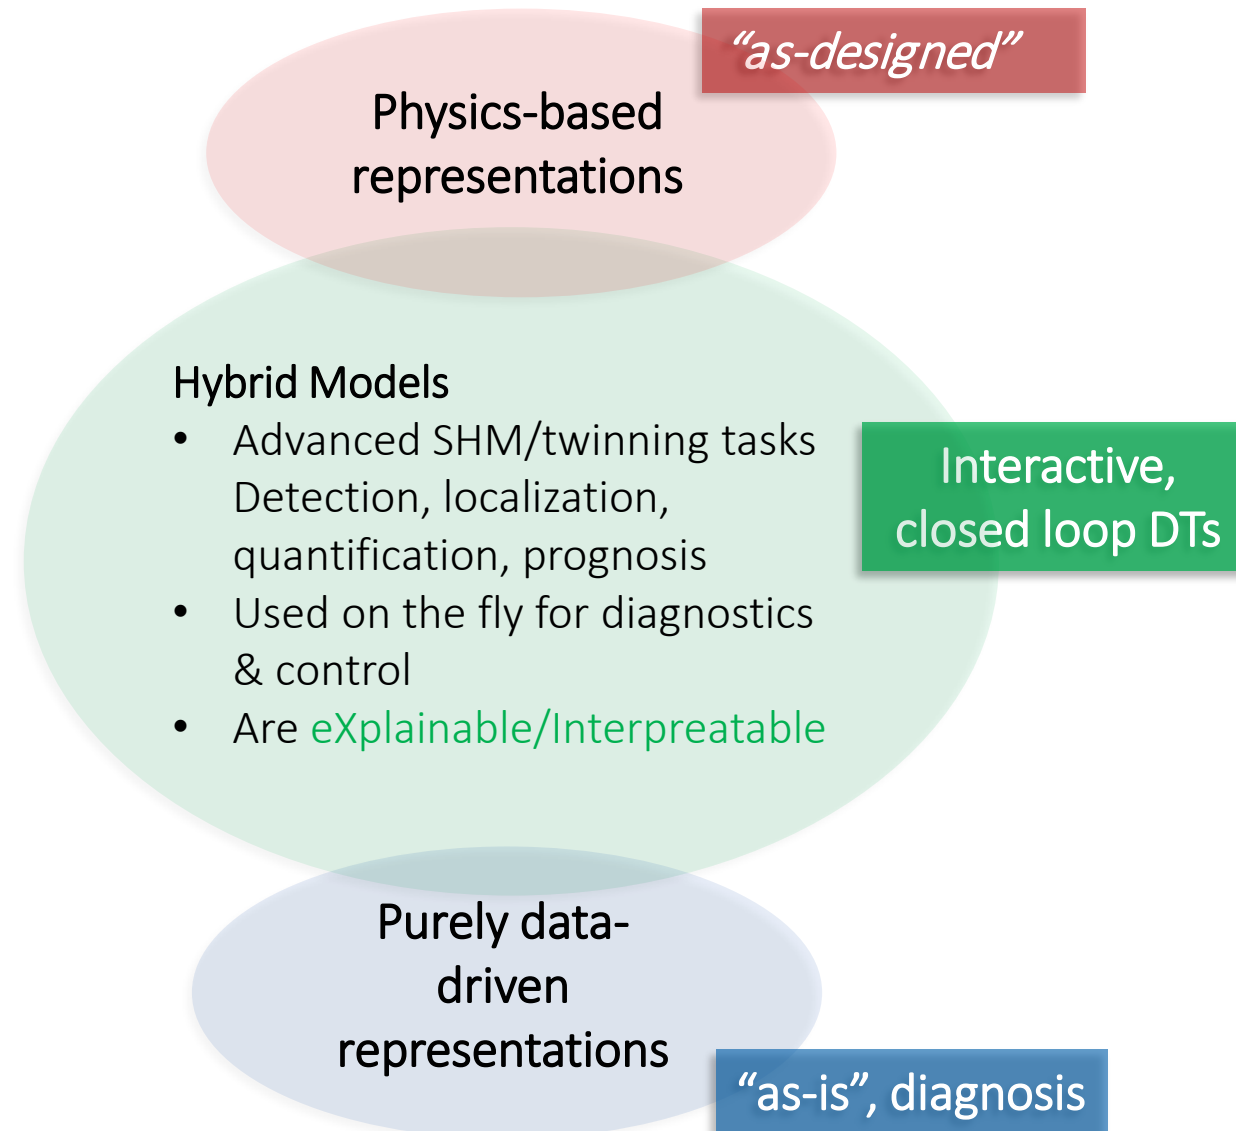 “as-designed”
Physics-based
representations
Hybrid Models
• Advanced SHM/twinning tasks
Detection, localization,
quantification, prognosis
• Used on the fly for diagnostics
& control
• Are eXplainable/Interpreatable
Interactive,
closed loop DTs
Purely data-
driven
representations
“as-is”, diagnosis